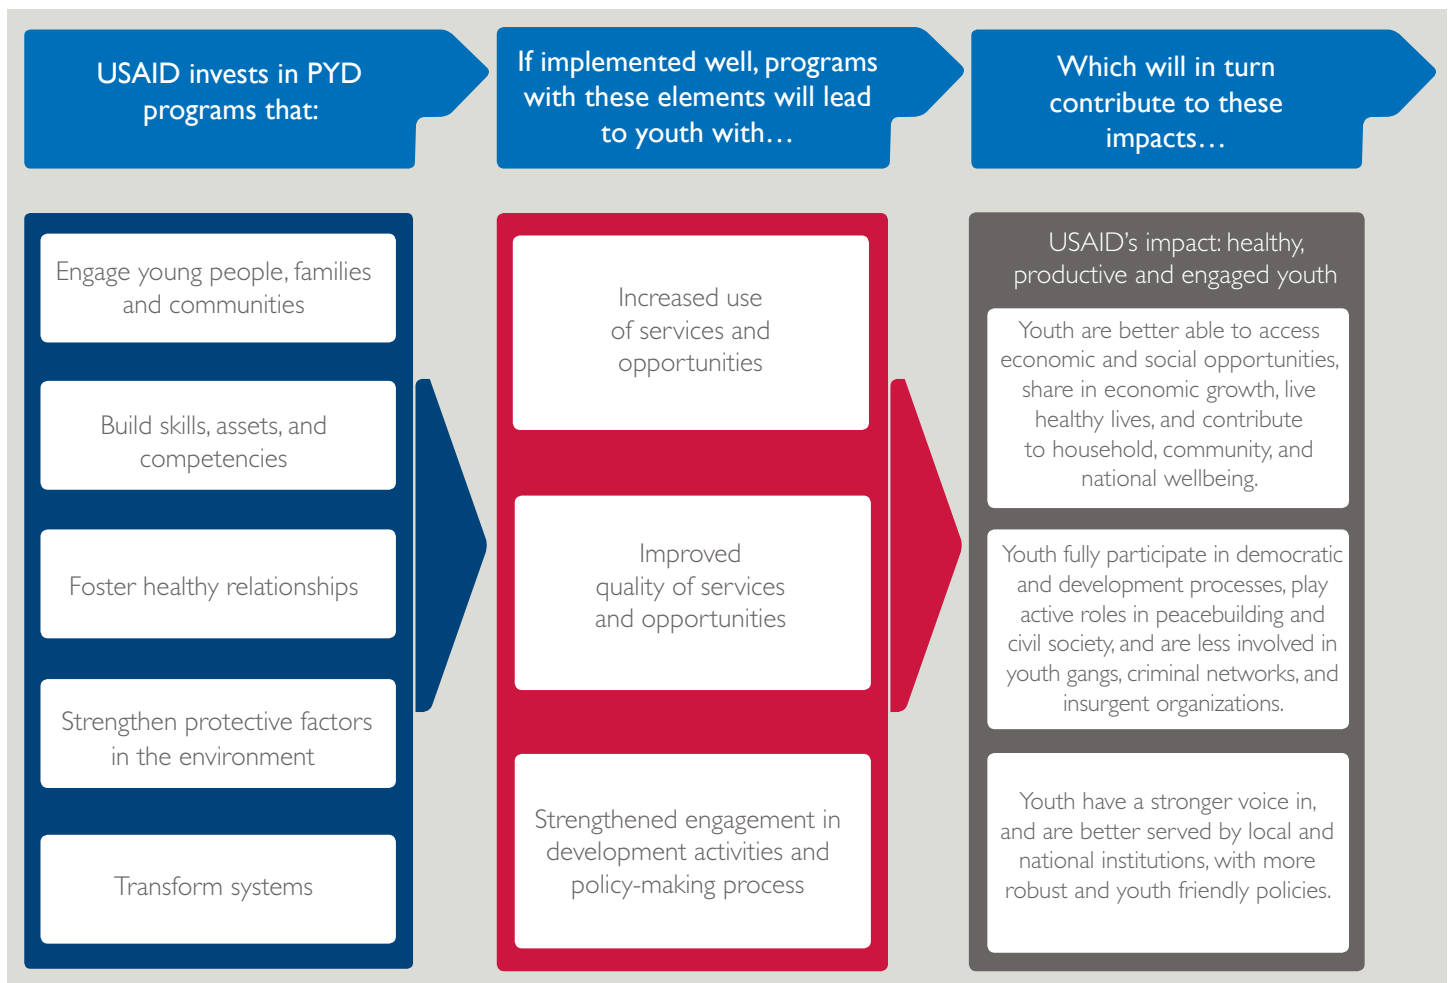 USAID invests in PYD
programs that:
If implemented well, programs
with these elements will lead
to youth with…
Which will in turn
contribute to these
impacts…
Engage young people, families
and communities
Build skills, assets, and
competencies
Foster healthy relationships
Strengthen protective factors
in the environment
Transform systems
Increased use
of services and
opportunities
Improved
quality of services
and opportunities
Strengthened engagement in
development activities and
policy-making process
USAID’s impact: healthy,
productive and engaged youth
Youth are better able to access
economic and social opportunities,
share in economic growth, live
healthy lives, and contribute
to household, community, and
national wellbeing.
Youth fully participate in democratic
and development processes, play
active roles in peacebuilding and
civil society, and are less involved in
youth gangs, criminal networks, and
insurgent organizations.
Youth have a stronger voice in,
and are better served by local and
national institutions, with more
robust and youth friendly policies.